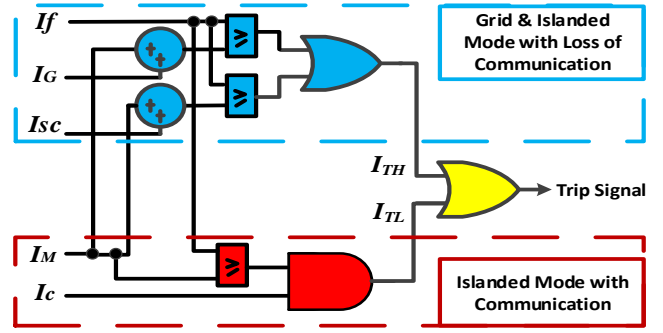 If
IG
Isc
+
+
+
+
≥
≥
Grid & Islanded
Mode with Loss of
Communication
ITH
ITL
Trip Signal
IM
Ic
≥
Islanded Mode with
Communication